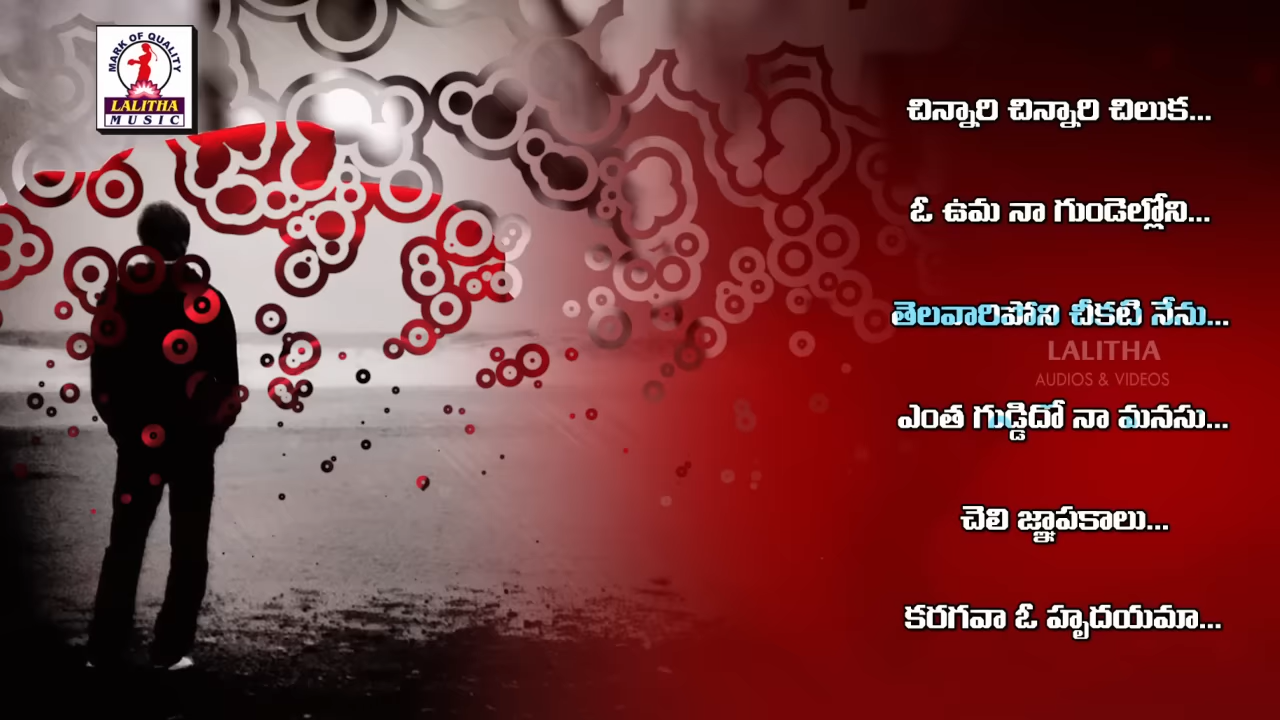 MARK OF QUALITY
LALITHA
MUSIC
చిన్నారి చిన్నారి చిలుక...
ఓ ఉమ నా గుండెల్లోని...
తెలవారిపోని చీకటి నేను...
LALITHA
AUDIOS & VIDEOS
ఎంత గుడ్డిదో నా మనసు...
చెలి జ్ఞాపకాలు...
కరగవా ఓ హృదయమా...